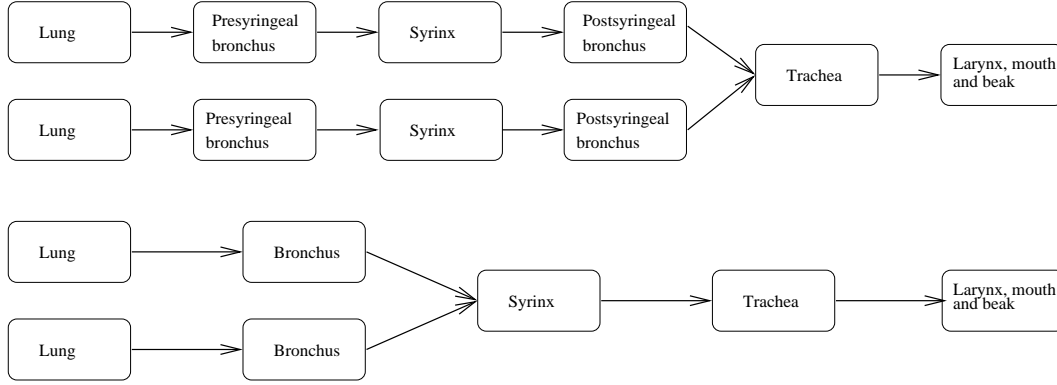 Lung
Presyringeal
bronchus
Syrinx
Postsyringeal
bronchus
Trachea
Larynx, mouth
and beak
Lung
Presyringeal
bronchus
Syrinx
Postsyringeal
bronchus
Lung
Bronchus
Syrinx
Trachea
Larynx, mouth
and beak
Lung
Bronchus